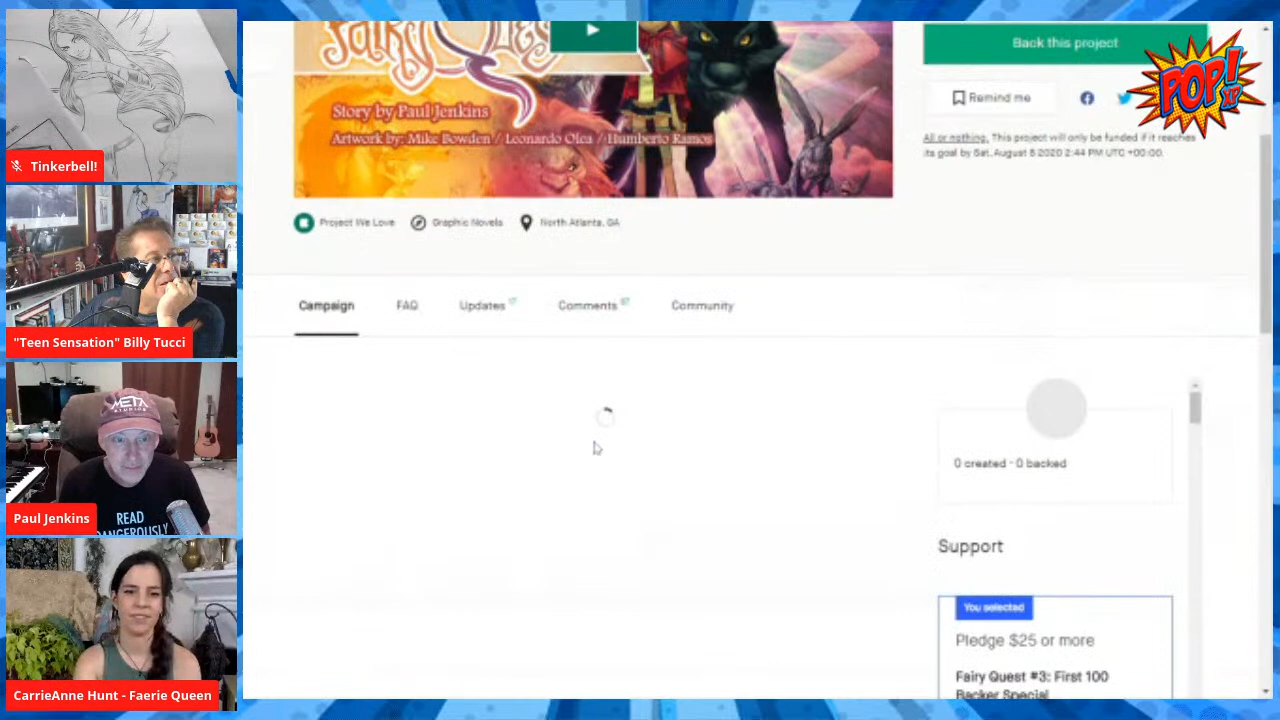 Tinkerbell!
"Teen Sensation" Billy Tucci
META
STUDIOS
READ
DANGEROUSLY
Paul Jenkins
CarrieAnne Hunt - Faerie Queen
Fairy Quest
Story by Paul Jenkins
Artwork by: Mike Bowden / Leonardo Olea / Humberto Ramos
Project We Love
Graphic Novels
North Atlanta, GA
Back this project
Remind me
POP!
XP
All or nothing. This project will only be funded if it reaches
its goal by Sat, August 8 2020 2:44 PM UTC +00:00.
Campaign
FAQ
Updates
Comments
Community
0 created · 0 backed
Support
You selected
Pledge $25 or more
Fairy Quest #3: First 100
Backer Special